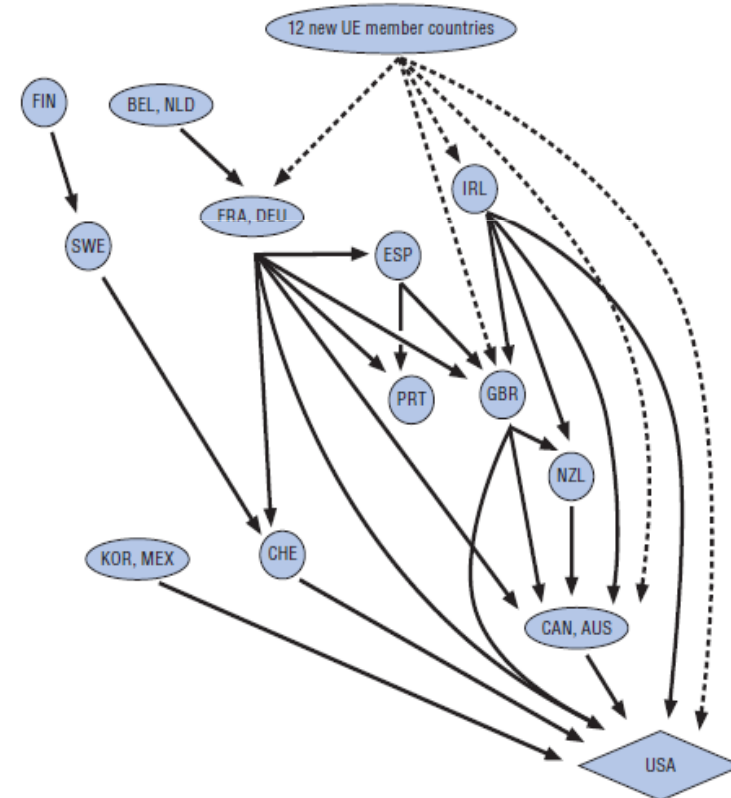 12 new UE member countries
FIN
BEL, NLD
IRL
FRA, DEU
SWE
ESP
PRT
GBR
NZL
KOR, MEX
CHE
CAN, AUS
USA